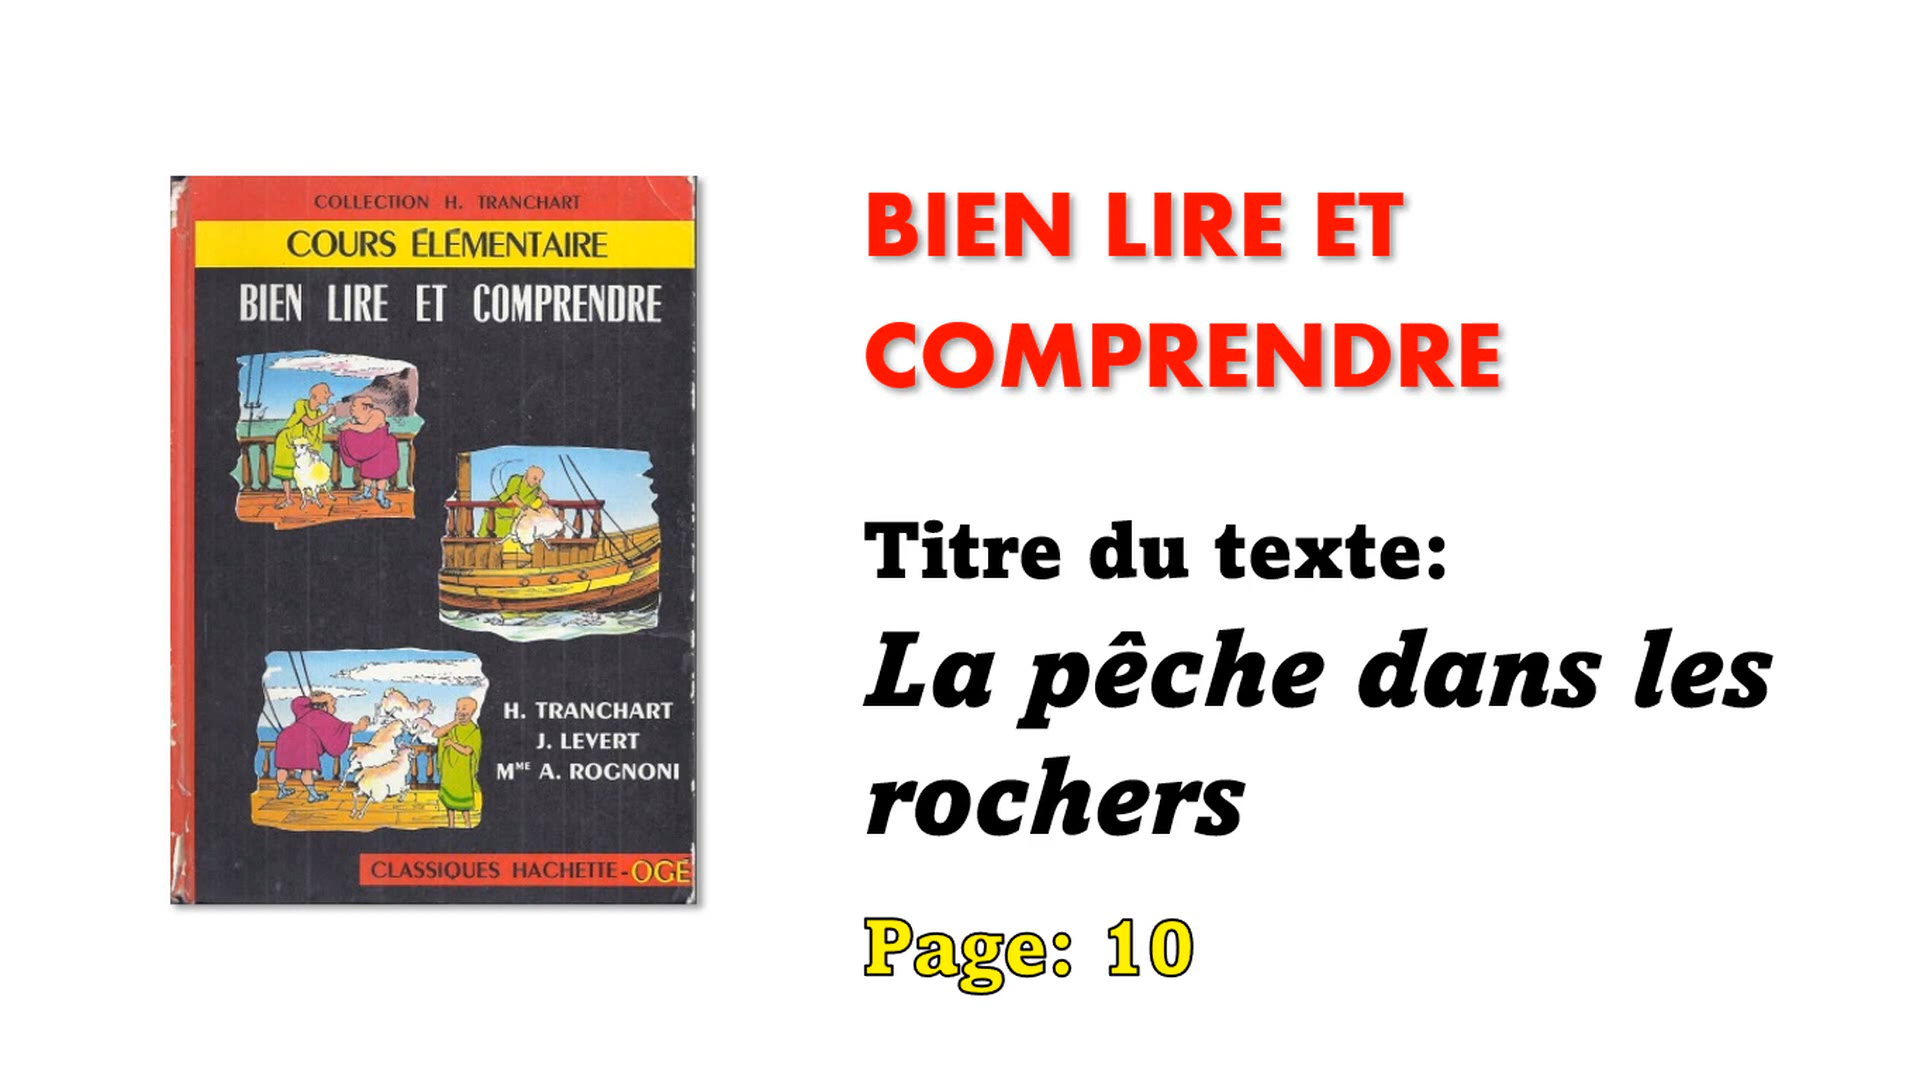 COLLECTION H. TRANCHART
COURS ÉLÉMENTAIRE
BIEN LIRE ET COMPRENDRE
H. TRANCHART
J. LEVERT
MME A. ROGNONI
CLASSIQUES HACHETTE-OGÉ
BIEN LIRE ET
COMPRENDRE
Titre du texte:
La pêche dans les
rochers
Page: 10